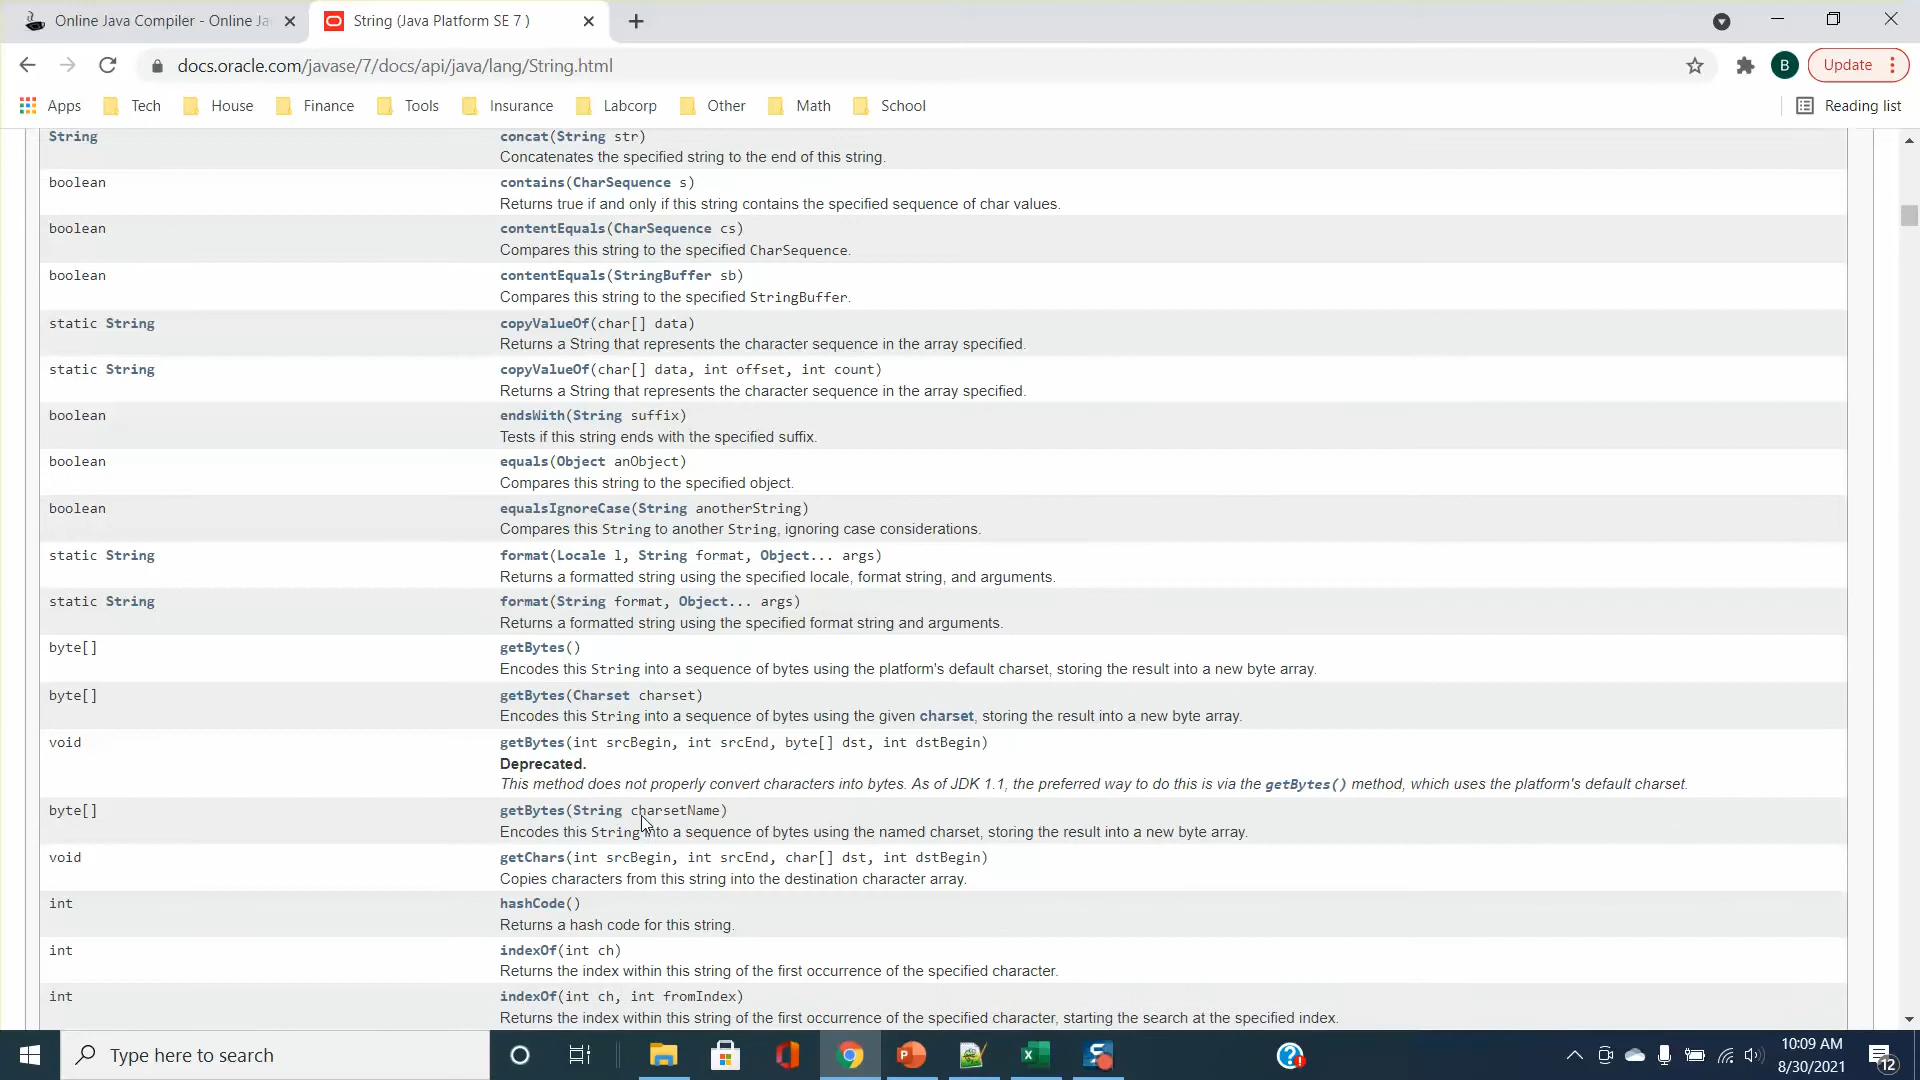 Online Java Compiler - Online Ja
String (Java Platform SE 7 )
docs.oracle.com/javase/7/docs/api/java/lang/String.html
B
Update
Apps Tech House Finance Tools Insurance Labcorp Other Math School Reading list
String concat(String str)
Concatenates the specified string to the end of this string.
boolean contains(CharSequence s)
Returns true if and only if this string contains the specified sequence of char values.
boolean contentEquals(CharSequence cs)
Compares this string to the specified CharSequence.
boolean contentEquals(StringBuffer sb)
Compares this string to the specified StringBuffer.
static String copyValueOf(char[] data)
Returns a String that represents the character sequence in the array specified.
static String copyValueOf(char[] data, int offset, int count)
Returns a String that represents the character sequence in the array specified.
boolean endsWith(String suffix)
Tests if this string ends with the specified suffix.
boolean equals(Object anObject)
Compares this string to the specified object.
boolean equalsIgnoreCase(String anotherString)
Compares this String to another String, ignoring case considerations.
static String format(Locale l, String format, Object... args)
Returns a formatted string using the specified locale, format string, and arguments.
static String format(String format, Object... args)
Returns a formatted string using the specified format string and arguments.
byte[] getBytes()
Encodes this String into a sequence of bytes using the platform's default charset, storing the result into a new byte array.
byte[] getBytes(Charset charset)
Encodes this String into a sequence of bytes using the given charset, storing the result into a new byte array.
void getBytes(int srcBegin, int srcEnd, byte[] dst, int dstBegin)
Deprecated.
This method does not properly convert characters into bytes. As of JDK 1.1, the preferred way to do this is via the getBytes() method, which uses the platform's default charset.
byte[] getBytes(String charsetName)
Encodes this String into a sequence of bytes using the named charset, storing the result into a new byte array.
void getChars(int srcBegin, int srcEnd, char[] dst, int dstBegin)
Copies characters from this string into the destination character array.
int hashCode()
Returns a hash code for this string.
int indexOf(int ch)
Returns the index within this string of the first occurrence of the specified character.
int indexOf(int ch, int fromIndex)
Returns the index within this string of the first occurrence of the specified character, starting the search at the specified index.
Type here to search
10:09 AM
8/30/2021
12